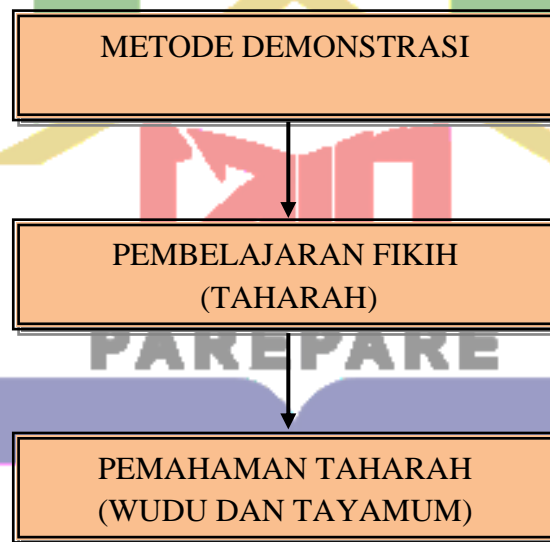 METODE DEMONSTRASI
PEMBELAJARAN FIKIH
(TAHARAH)
PAREPARE
PEMAHAMAN TAHARAH
(WUDU DAN TAYAMUM)